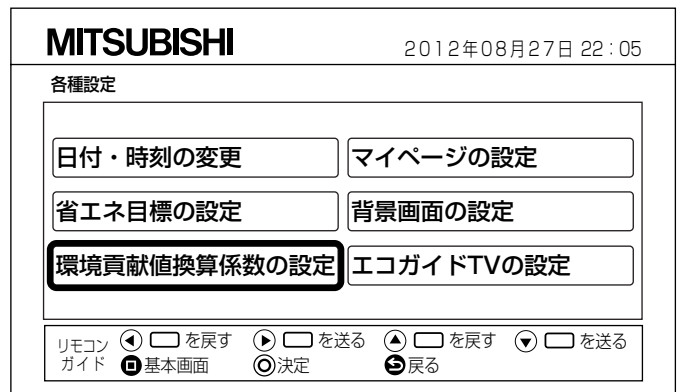 MITSUBISHI 2012年08月27日 22:05
各種設定
日付・時刻の変更 マイページの設定
省エネ目標の設定 背景画面の設定
環境貢献値換算係数の設定 エコガイドTVの設定
リモコン を戻す を送る を戻す を送る
ガイド 基本画面 決定 戻る